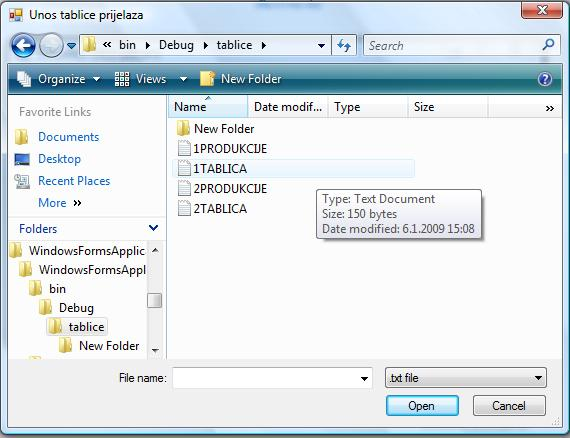 Unos tablice prijelaza
« bin Debug tablice Search
Organize Views New Folder
Favorite Links
Documents
Desktop
Recent Places
More »
Folders
WindowsFormsApplic
WindowsFormsAppl
bin
Debug
tablice
New Folder
Name Date modif... Type Size »
New Folder
1PRODUKCIJE
1TABLICA
2PRODUKCIJE
2TABLICA
Type: Text Document
Size: 150 bytes
Date modified: 6.1.2009 15:08
File name: .txt file
Open Cancel